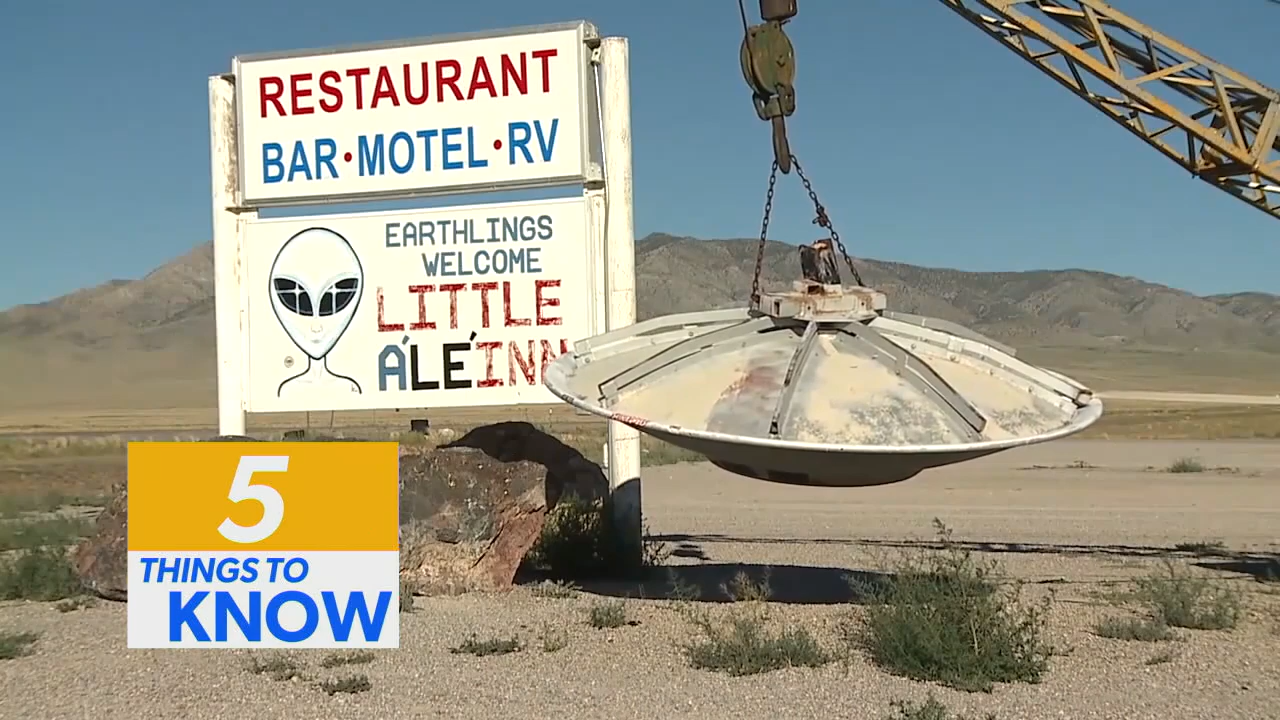 RESTAURANT
BAR•MOTEL•RV
EARTHLINGS
WELCOME
LITTLE
A'LE'INN
5
THINGS TO
KNOW